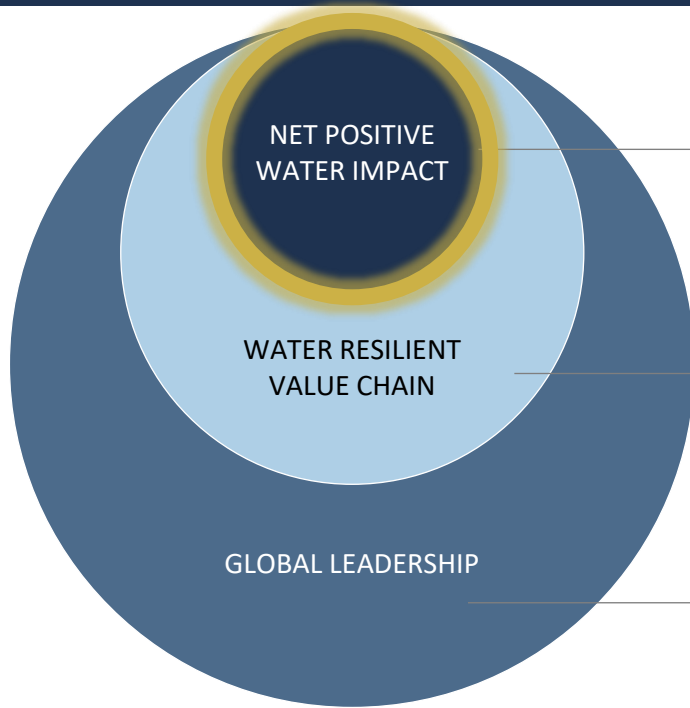 NET POSITIVE
WATER IMPACT
WATER RESILIENT
VALUE CHAIN
GLOBAL LEADERSHIP